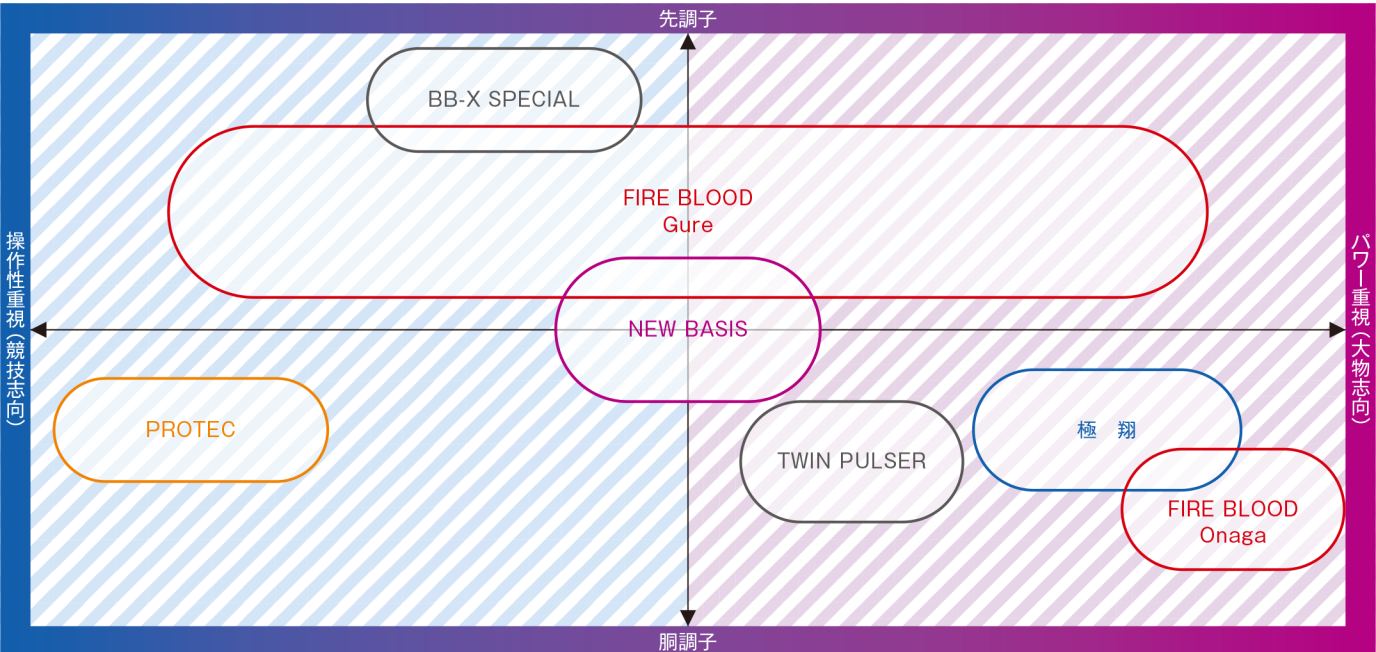 先調子
BB-X SPECIAL
FIRE BLOOD
Gure
操作性重視(競技志向)
パワー重視(大物志向)
NEW BASIS
PROTEC
極　翔
TWIN PULSER
FIRE BLOOD
Onaga
胴調子